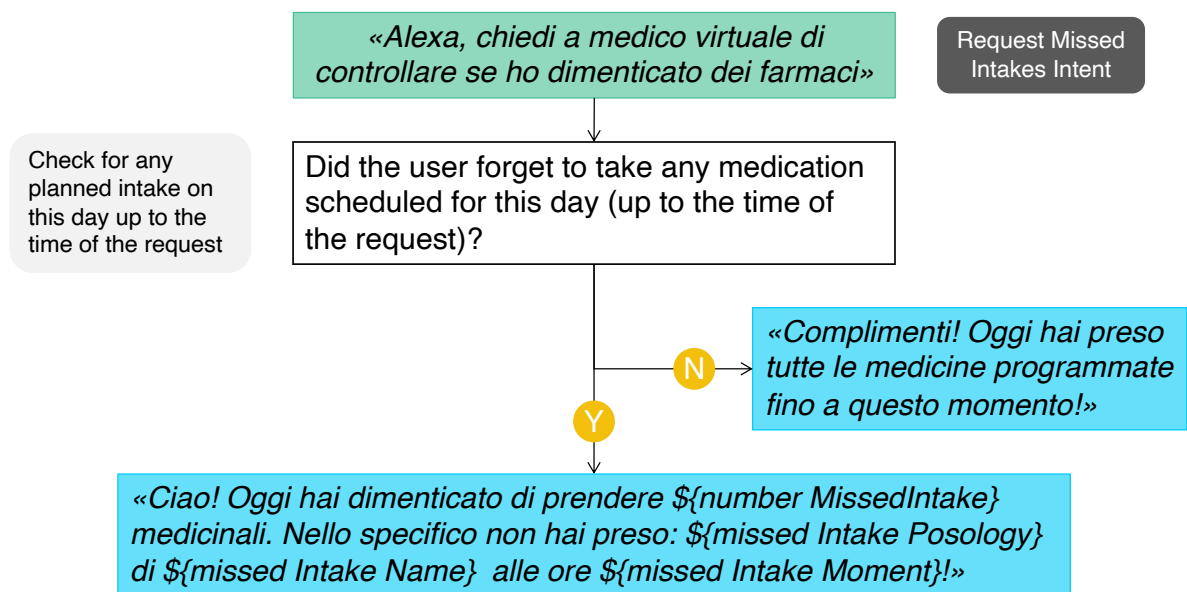 «Alexa, chiedi a medico virtuale di
controllare se ho dimenticato dei farmaci»
Request Missed
Intakes Intent
Check for any
planned intake on
this day up to the
time of the request
Did the user forget to take any medication
scheduled for this day (up to the time of
the request)?
N
«Complimenti! Oggi hai preso
tutte le medicine programmate
fino a questo momento!»
Y
«Ciao! Oggi hai dimenticato di prendere ${number MissedIntake}
medicinali. Nello specifico non hai preso: ${missed Intake Posology}
di ${missed Intake Name} alle ore ${missed Intake Moment}!»